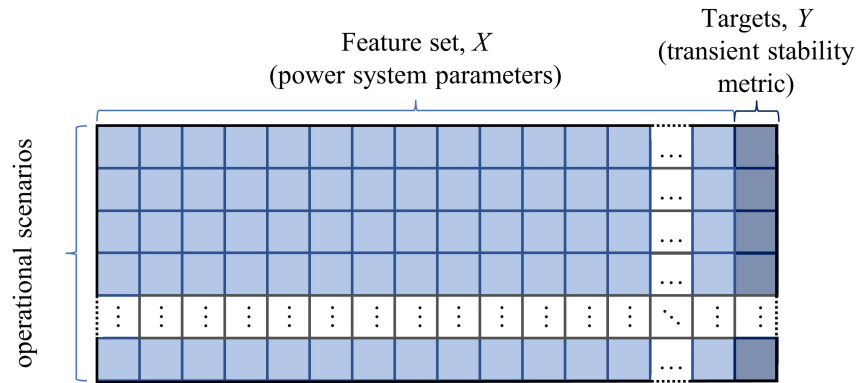 Feature set, X
(power system parameters)
Targets, Y
(transient stability
metric)
operational scenarios
...
...
...
...
⋮ ⋮ ⋮ ⋮ ⋮ ⋮ ⋮ ⋮ ⋮ ⋮ ⋮ ⋮ ⋮ ⋱ ⋮ ⋮
...